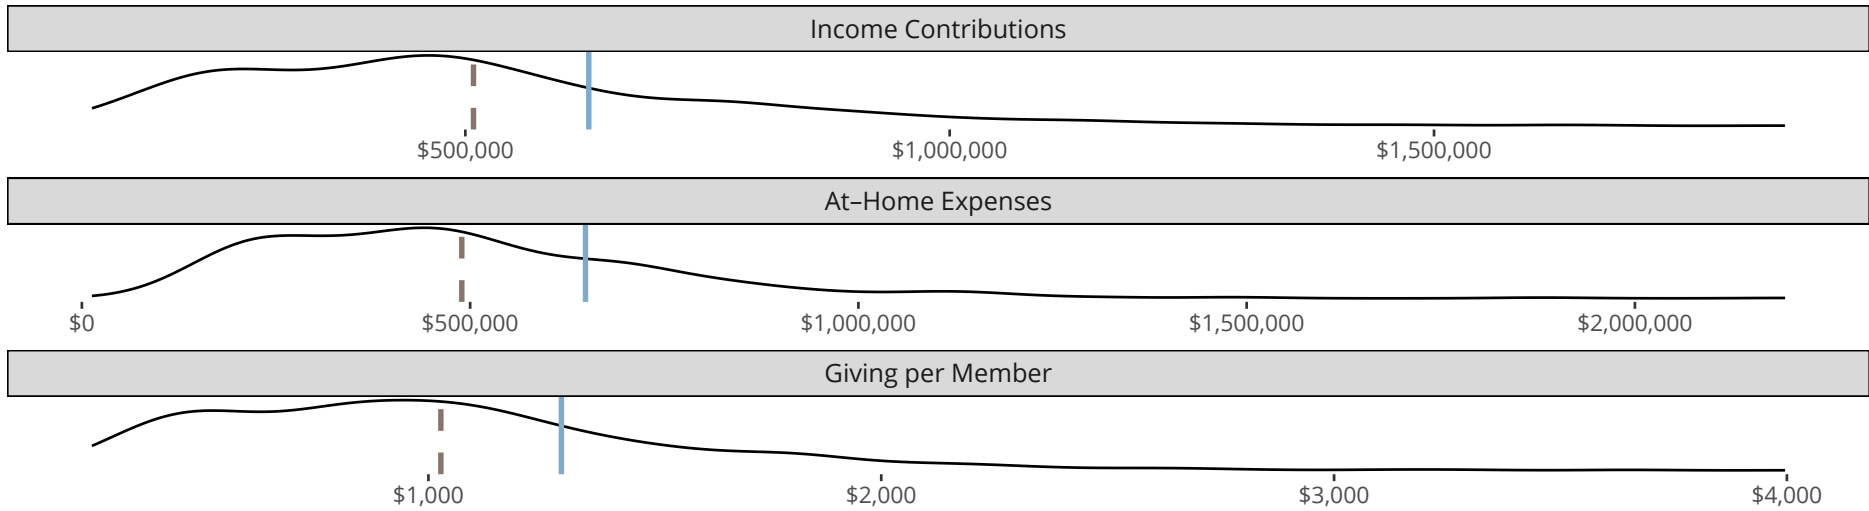 Income Contributions
$500,000 $1,000,000 $1,500,000
At–Home Expenses
$0 $500,000 $1,000,000 $1,500,000 $2,000,000
Giving per Member
$1,000 $2,000 $3,000 $4,000